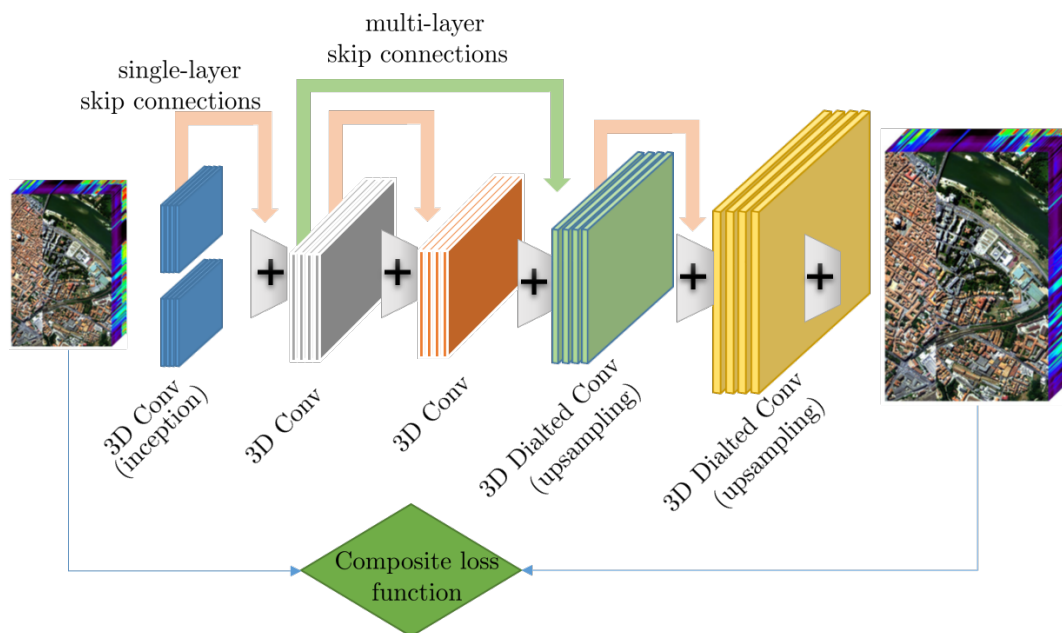 multi-layer
skip connections
single-layer
skip connections
+
+
+
+
+
3D Conv
(inception)
3D Conv
3D Conv
3D Dialted Conv
(upsampling)
3D Dialted Conv
(upsampling)
Composite loss
function